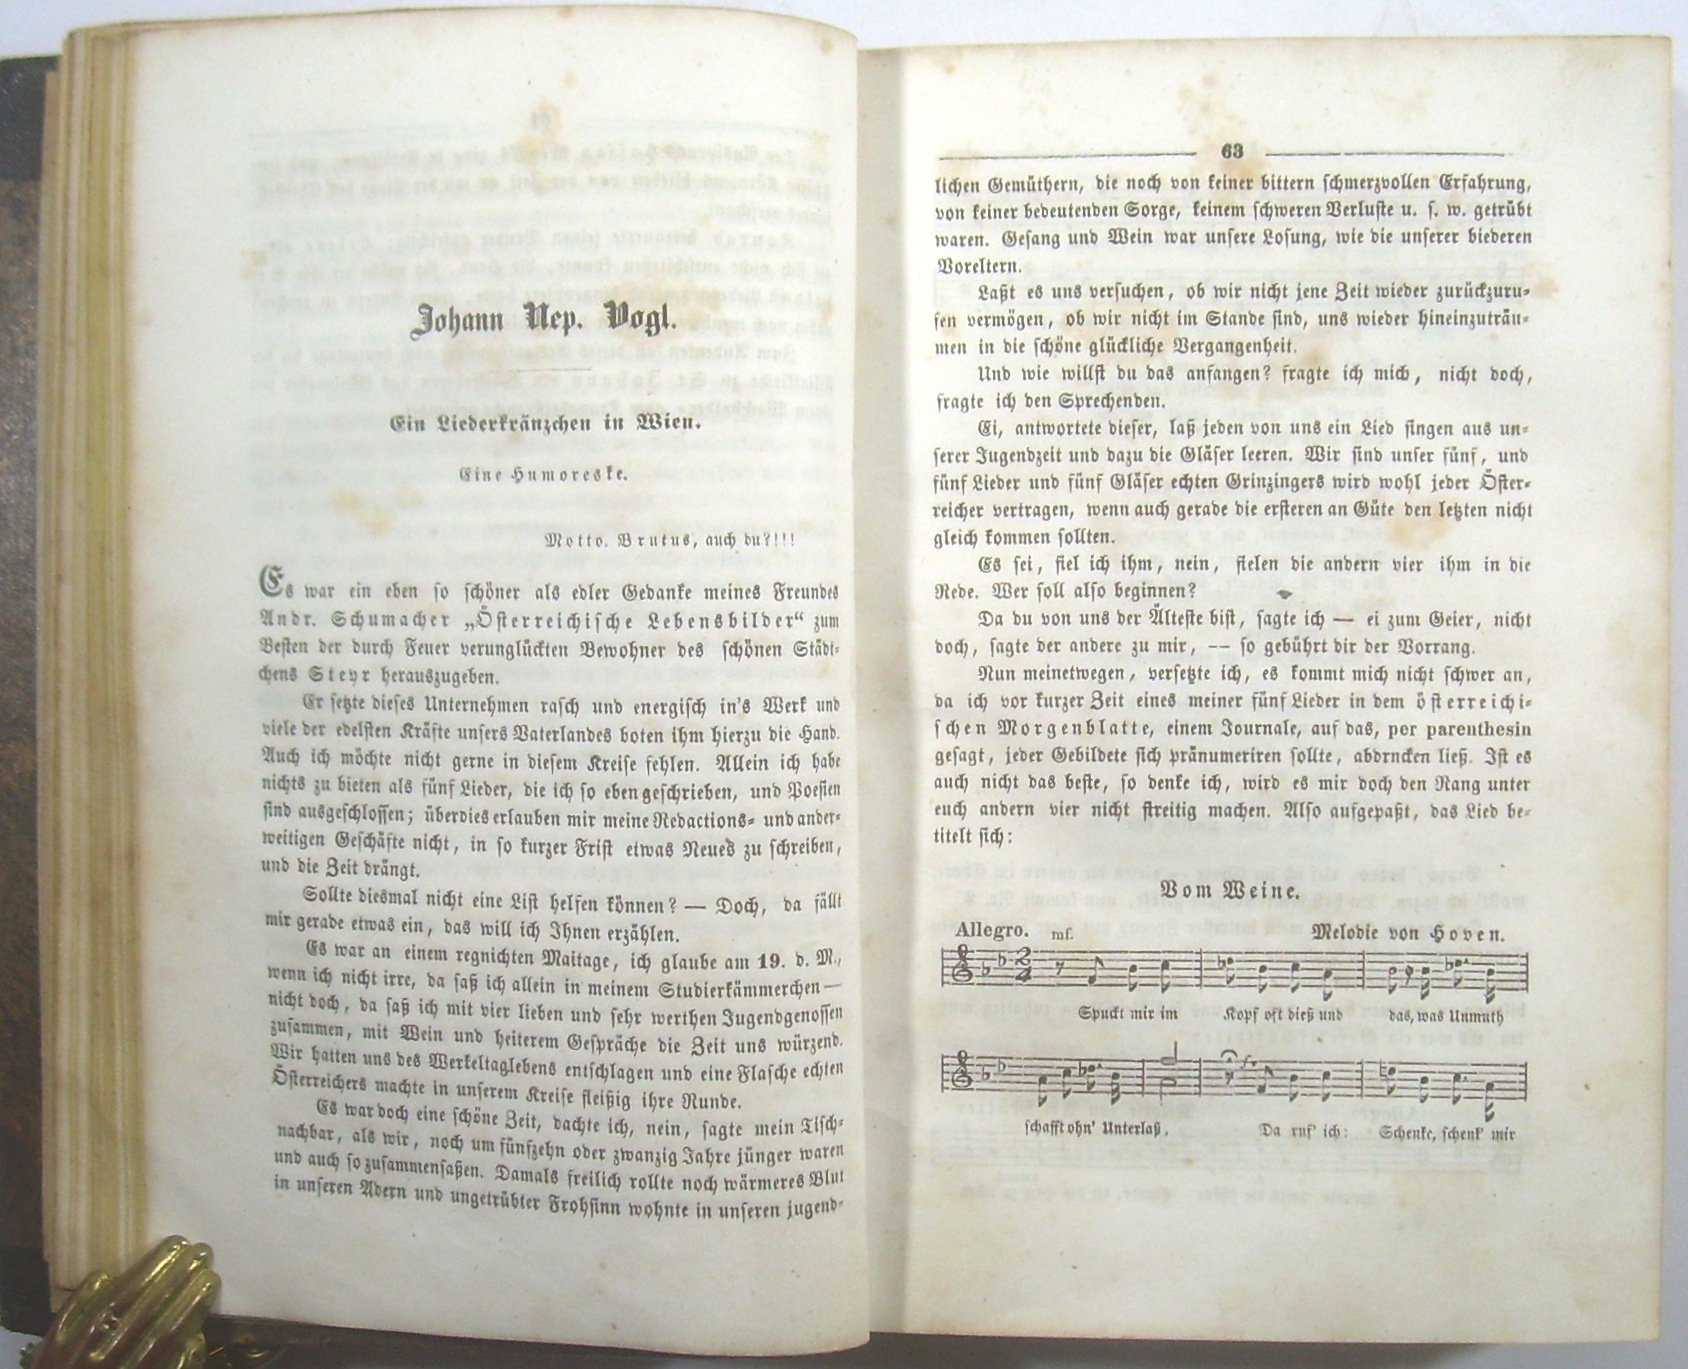 Johann Nep. Vogl.
Ein Liederkränzchen in Wien.
Eine Humoreske.
Motto. Brutus, auch du?!!!
Es war ein eben so schöner als edler Gedanke meines Freundes
Andr. Schumacher „Österreichische Lebensbilder“ zum
Besten der durch Feuer verunglückten Bewohner des schönen Städt-
chens Steyr herauszugeben.
Er setzte dieses Unternehmen rasch und energisch in's Werk und
viele der edelsten Kräfte unsers Vaterlandes boten ihm hierzu die Hand.
Auch ich möchte nicht gerne in diesem Kreise fehlen. Allein ich habe
nichts zu bieten als fünf Lieder, die ich so eben geschrieben, und Poesien
sind ausgeschlossen; überdies erlauben mir meine Redactions- und ander-
weitigen Geschäfte nicht, in so kurzer Frist etwas Neues zu schreiben,
und die Zeit drängt.
Sollte diesmal nicht eine List helfen können? — Doch, da fällt
mir gerade etwas ein, das will ich Ihnen erzählen.
Es war an einem regnichten Maitage, ich glaube am 19. d. M.,
wenn ich nicht irre, da saß ich allein in meinem Studierkämmerchen —
nicht doch, da saß ich mit vier lieben und sehr werthen Jugendgenossen
zusammen, mit Wein und heiterem Gespräche die Zeit uns würzend.
Wir hatten uns des Werkeltaglebens entschlagen und eine Flasche echten
Österreichers machte in unserem Kreise fleißig ihre Runde.
Es war doch eine schöne Zeit, dachte ich, nein, sagte mein Tisch-
nachbar, als wir, noch um fünfzehn oder zwanzig Jahre jünger waren
und auch so zusammensaßen. Damals freilich rollte noch wärmeres Blut
in unseren Adern und ungetrübter Frohsinn wohnte in unseren jugend-
63
lichen Gemüthern, die noch von keiner bittern schmerzvollen Erfahrung,
von keiner bedeutenden Sorge, keinem schweren Verluste u. s. w. getrübt
waren. Gesang und Wein war unsere Losung, wie die unserer biederen
Voreltern.
Laßt es uns versuchen, ob wir nicht jene Zeit wieder zurückzuru-
fen vermögen, ob wir nicht im Stande sind, uns wieder hineinzuträu-
men in die schöne glückliche Vergangenheit.
Und wie willst du das anfangen? fragte ich mich, nicht doch,
fragte ich den Sprechenden.
Ei, antwortete dieser, laß jeden von uns ein Lied singen aus un-
serer Jugendzeit und dazu die Gläser leeren. Wir sind unser fünf, und
fünf Lieder und fünf Gläser echten Grinzingers wird wohl jeder Öster-
reicher vertragen, wenn auch gerade die ersteren an Güte den letzten nicht
gleich kommen sollten.
Es sei, fiel ich ihm, nein, fielen die andern vier ihm in die
Rede. Wer soll also beginnen?
Da du von uns der Älteste bist, sagte ich — ei zum Geier, nicht
doch, sagte der andere zu mir, -- so gebührt dir der Vorrang.
Nun meinetwegen, versetzte ich, es kommt mich nicht schwer an,
da ich vor kurzer Zeit eines meiner fünf Lieder in dem österreichi-
schen Morgenblatte, einem Journale, auf das, per parenthesin
gesagt, jeder Gebildete sich pränumeriren sollte, abdrncken ließ. Ist es
auch nicht das beste, so denke ich, wird es mir doch den Rang unter
euch andern vier nicht streitig machen. Also aufgepaßt, das Lied be-
titelt sich:
Vom Weine.
Allegro. mf. Melodie von Hoven.
Spuckt mir im Kopf oft dieß und das, was Unmuth
f.
schafft ohn' Unterlaß. Da ruf' ich: Schenke, schenk' mir